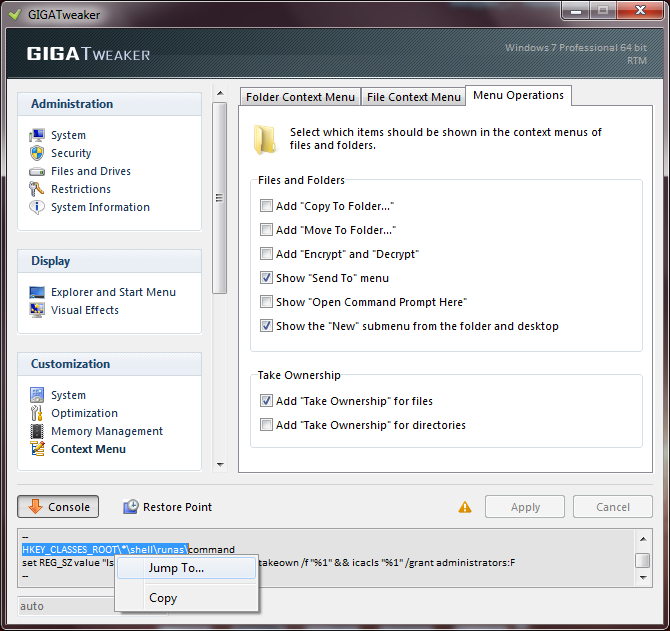 GIGATweaker
GIGATWEAKER
Windows 7 Professional 64 bit
RTM
Administration
System
Security
Files and Drives
Restrictions
System Information
Display
Explorer and Start Menu
Visual Effects
Customization
System
Optimization
Memory Management
Context Menu
Folder Context Menu
File Context Menu
Menu Operations
Select which items should be shown in the context menus of
files and folders.
Files and Folders
Add "Copy To Folder..."
Add "Move To Folder..."
Add "Encrypt" and "Decrypt"
Show "Send To" menu
Show "Open Command Prompt Here"
Show the "New" submenu from the folder and desktop
Take Ownership
Add "Take Ownership" for files
Add "Take Ownership" for directories
Console
Restore Point
Apply
Cancel
--
HKEY_CLASSES_ROOT\*\shell\runas\command
set REG_SZ value "Is takeown /f "%1" && icacls "%1" /grant administrators:F
--
Jump To...
Copy
auto